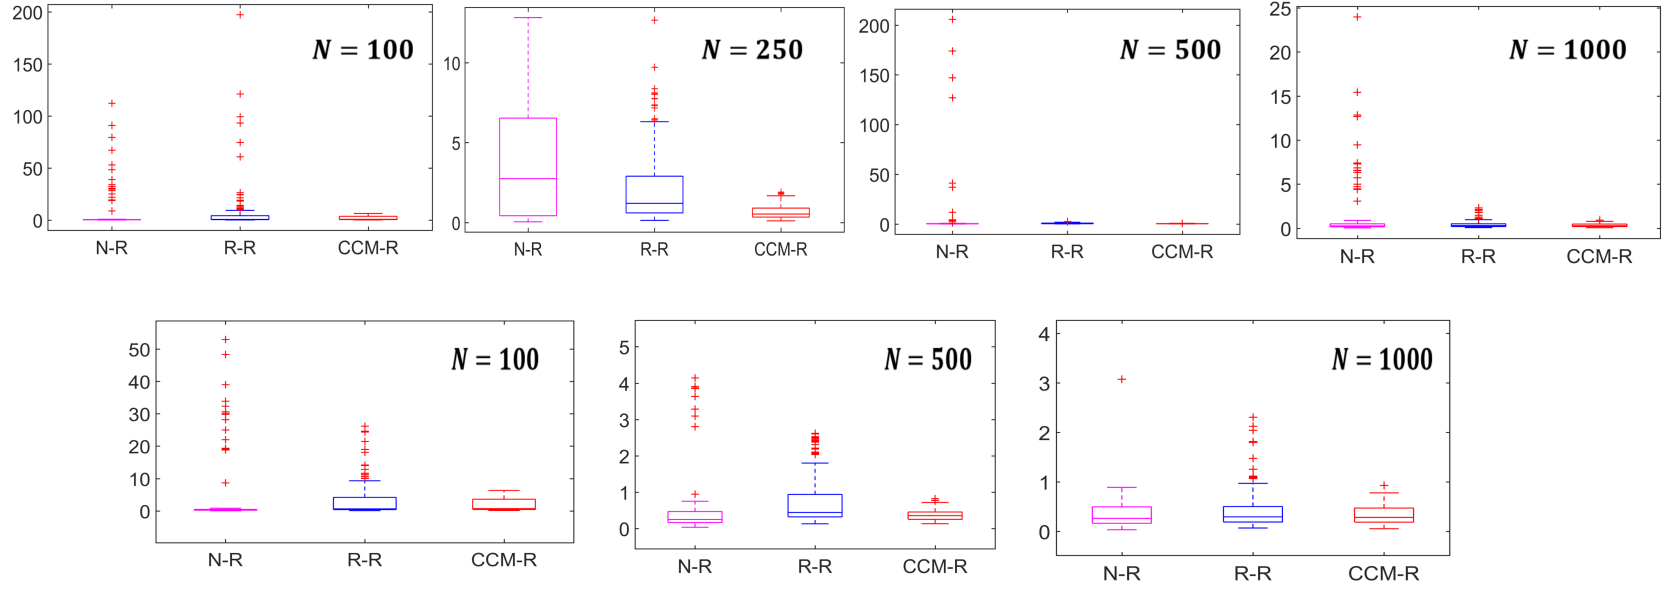 200
150
100
50
0
N = 100
N-R
R-R
CCM-R
10
5
0
N = 250
N-R
R-R
CCM-R
200
150
100
50
0
N = 500
N-R
R-R
CCM-R
25
20
15
10
5
0
N = 1000
N-R
R-R
CCM-R
50
40
30
20
10
0
N = 100
N-R
R-R
CCM-R
5
4
3
2
1
0
N = 500
N-R
R-R
CCM-R
4
3
2
1
0
N = 1000
N-R
R-R
CCM-R